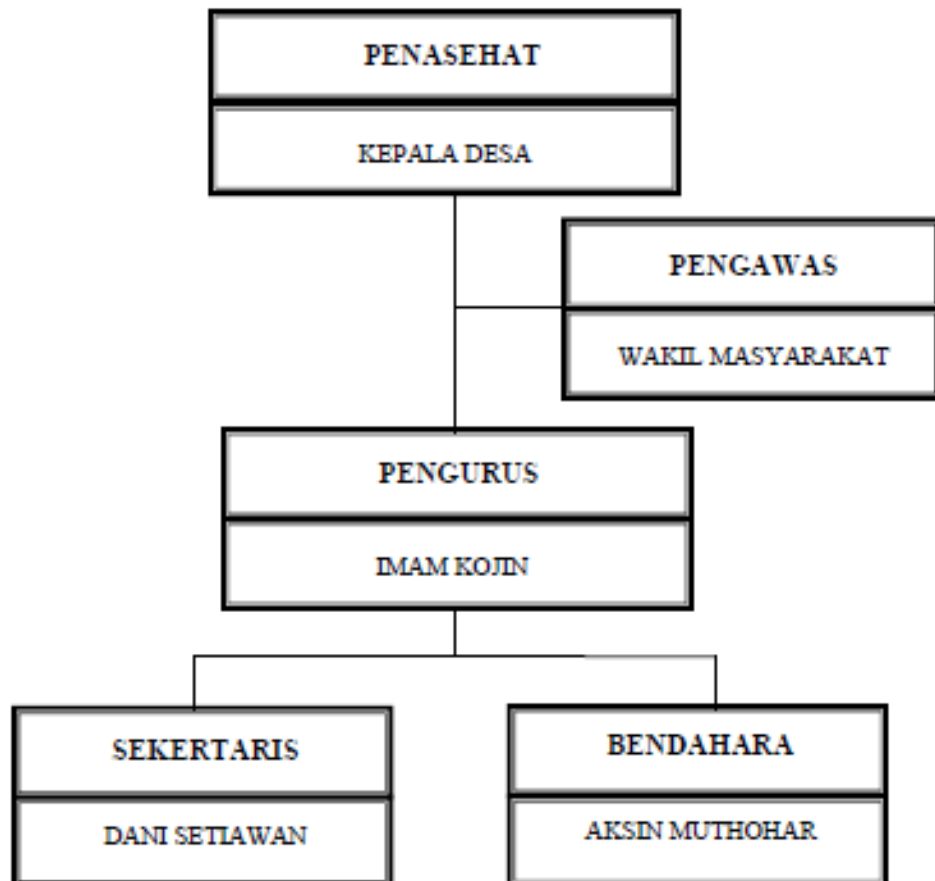 PENASEHAT
KEPALA DESA
PENGAWAS
WAKIL MASYARAKAT
PENGURUS
IMAM KOJIN
SEKERTARIS
DANI SETIAWAN
BENDAHARA
AKSIN MUTHOHAR